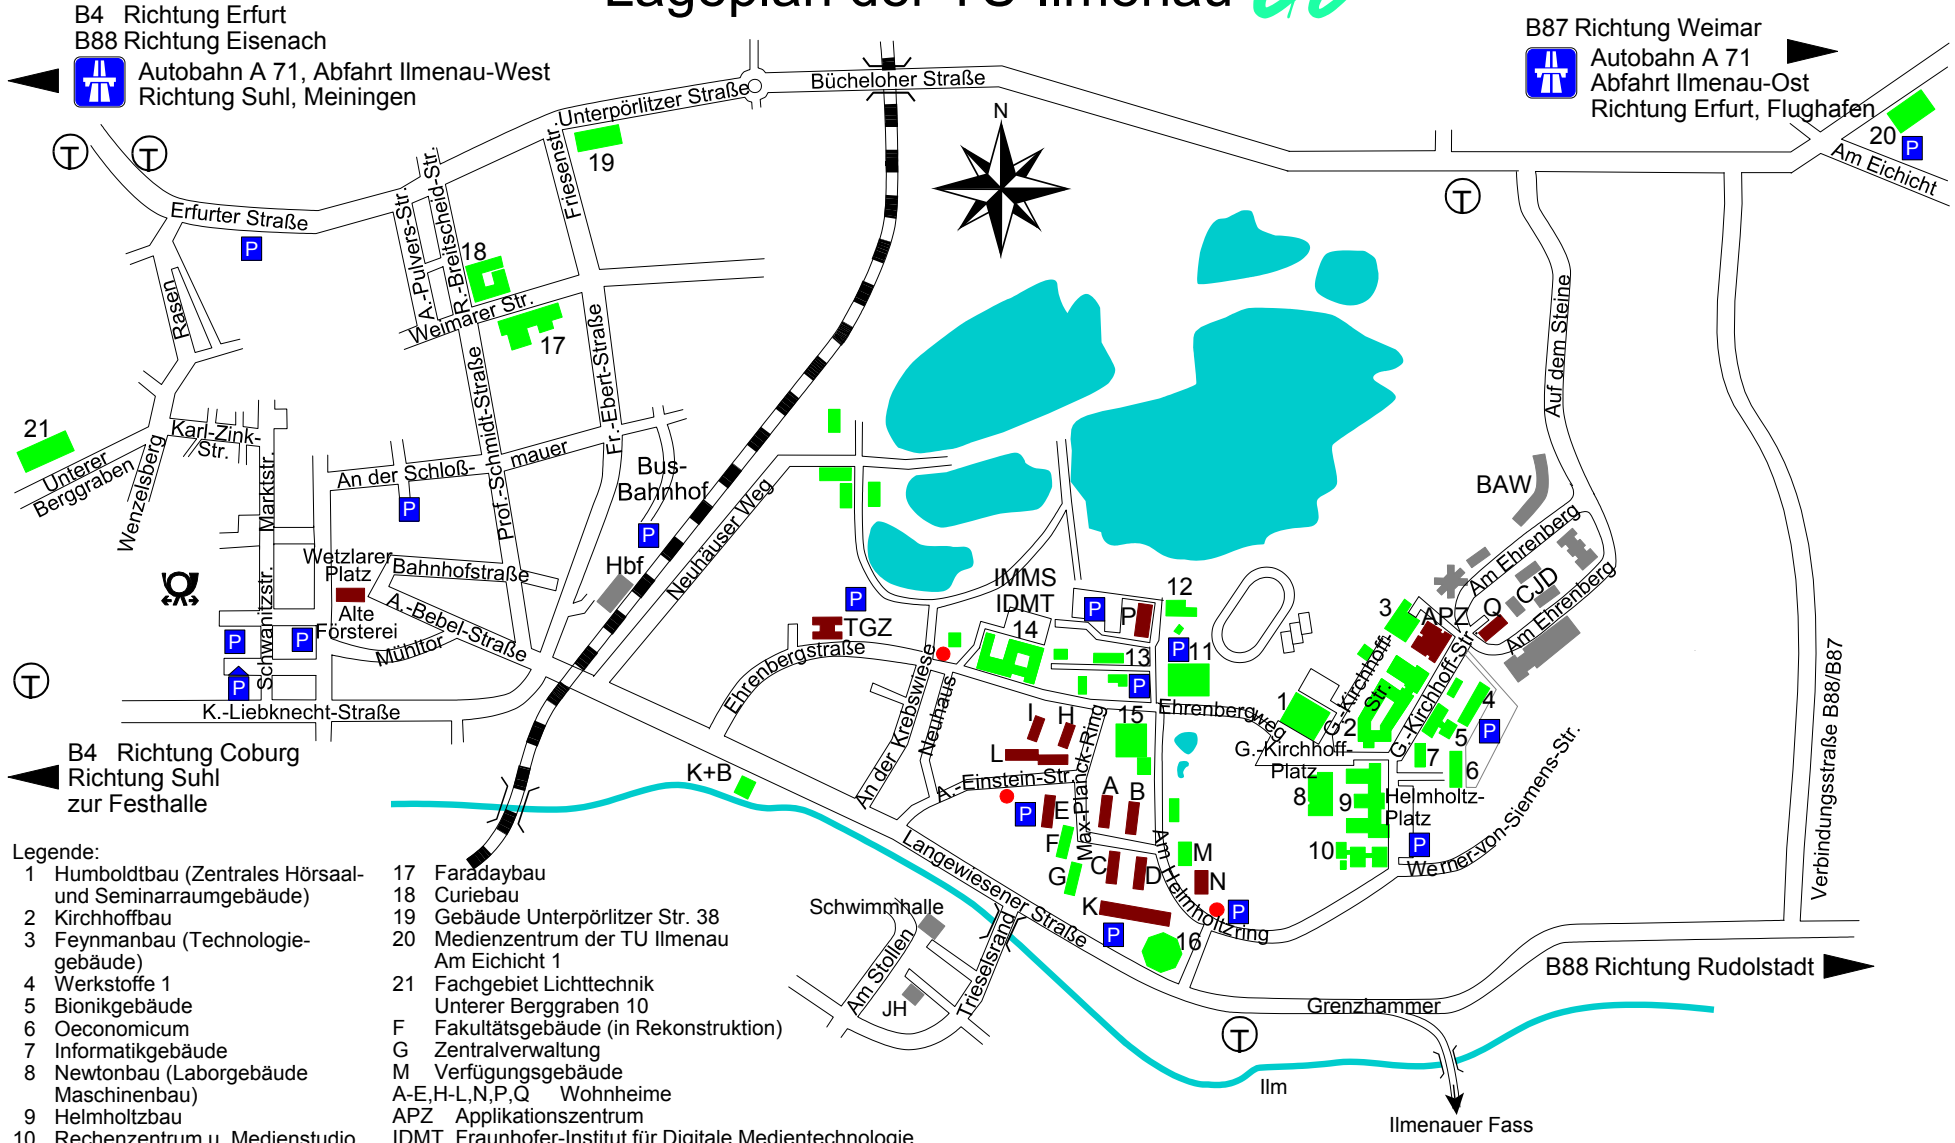 Lageplan der TU Ilmenau
B4 Richtung Erfurt
B88 Richtung Eisenach
Autobahn A 71, Abfahrt Ilmenau-West
Richtung Suhl, Meiningen
B87 Richtung Weimar
Autobahn A 71
Abfahrt Ilmenau-Ost
Richtung Erfurt, Flughafen
Bücheloher Straße
Unterpörlitzer Straße
Friesenstr.
19
N
20
P
Am Eichicht
T
T
T
Erfurter Straße
P
A.-Pulvers-Str.
R.-Breitscheid-Str.
18
Weimarer Str.
17
Rasen
Auf dem Steine
Fr.-Ebert-Straße
Prof.-Schmidt-Straße
21
Unterer
Berggraben
Wenzelsberg
Karl-Zink-
Str.
Marktstr.
An der Schloß-
mauer
P
Bus-
Bahnhof
P
Neuhäuser Weg
BAW
Am Ehrenberg
CJD
Am Ehrenberg
Wetzlarer
Platz
Bahnhofstraße
Hbf
Alte
Försterei
A.-Bebel-Straße
Mühltor
Schwanitzstr.
P
P
P
T
K.-Liebknecht-Straße
P
TGZ
Ehrenbergstraße
IMMS
IDMT
14
P
P
12
13
P
11
P
3
APZ
Q
G.-Kirchhoff-
Str.
G.-Kirchhoff-Str.
1
2
4
P
5
6
7
Ehrenbergweg
G.-Kirchhoff-
Platz
8
9
10
Helmholtz-
Platz
P
Werner-von-Siemens-Str.
Verbindungsstraße B88/B87
An der Krebswiese
Neuhaus
I
H
L
15
A.-Einstein-Str.
Max-Planck-Ring
P
E
A
B
F
G
C
D
Am Helmholtzring
M
N
P
K
P
16
K+B
Langewiesener Straße
Schwimmhalle
Am Stollen
JH
Trieselsrand
B4 Richtung Coburg
Richtung Suhl
zur Festhalle
B88 Richtung Rudolstadt
Grenzhammer
T
Ilm
Ilmenauer Fass
Legende:
1 Humboldtbau (Zentrales Hörsaal-
und Seminarraumgebäude)
2 Kirchhoffbau
3 Feynmanbau (Technologie-
gebäude)
4 Werkstoffe 1
5 Bionikgebäude
6 Oeconomicum
7 Informatikgebäude
8 Newtonbau (Laborgebäude
Maschinenbau)
9 Helmholtzbau
10 Rechenzentrum u. Medienstudio
17 Faradaybau
18 Curiebau
19 Gebäude Unterpörlitzer Str. 38
20 Medienzentrum der TU Ilmenau
Am Eichicht 1
21 Fachgebiet Lichttechnik
Unterer Berggraben 10
F Fakultätsgebäude (in Rekonstruktion)
G Zentralverwaltung
M Verfügungsgebäude
A-E,H-L,N,P,Q Wohnheime
APZ Applikationszentrum
IDMT Fraunhofer-Institut für Digitale Medientechnologie